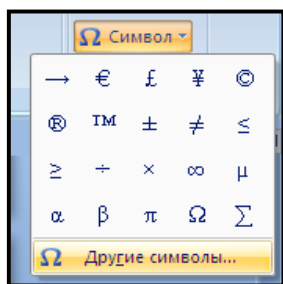 Ω Символ
→ € £ ¥ ©
® ™ ± ≠ ≤
≥ ÷ × ∞ µ
α β π Ω Σ
Ω Другие символы...